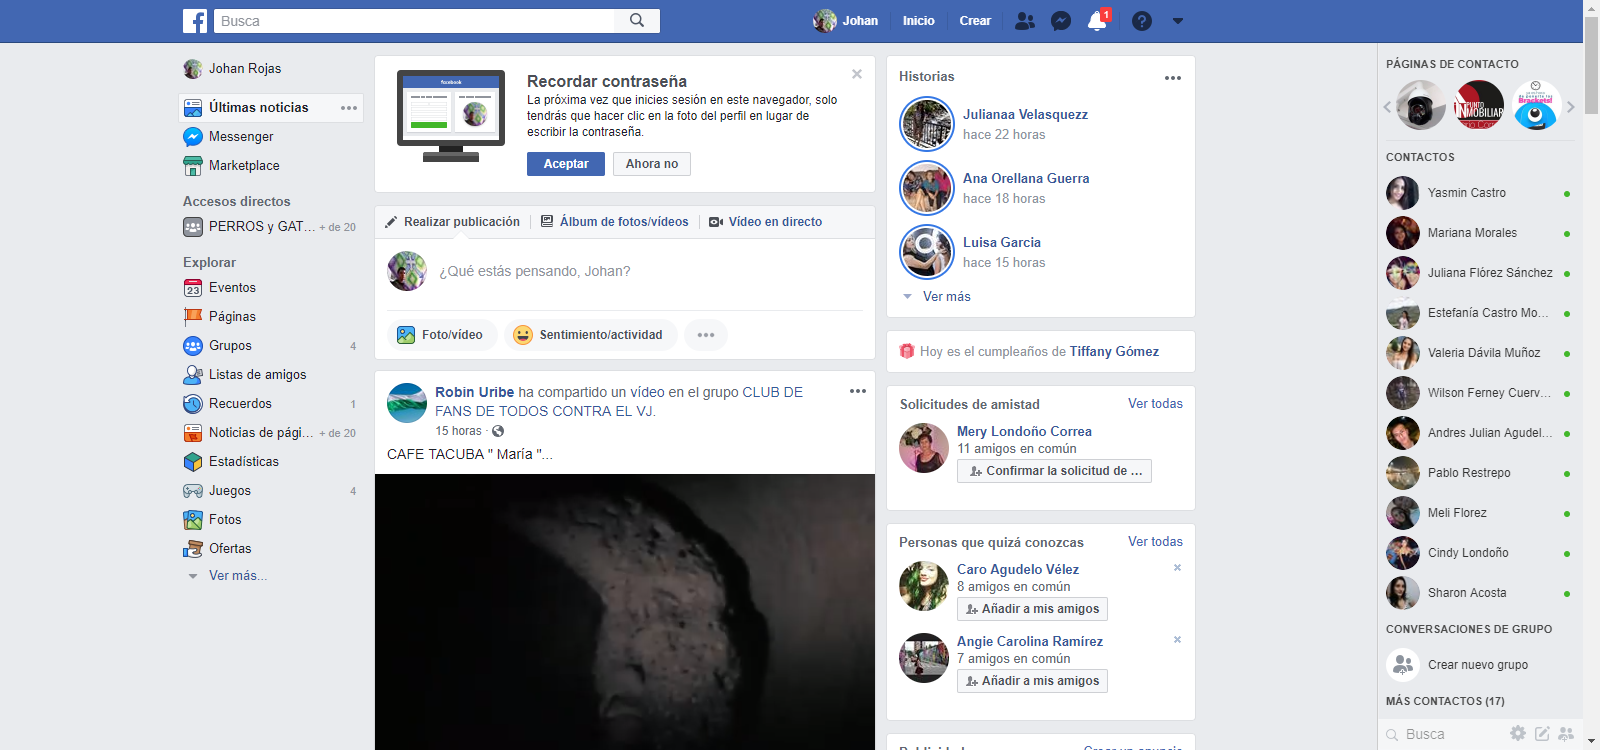 Busca
Johan
Inicio
Crear
1
Johan Rojas
Últimas noticias
Messenger
Marketplace
Accesos directos
PERROS y GAT... + de 20
Explorar
23
Eventos
Páginas
Grupos 4
Listas de amigos
Recuerdos 1
Noticias de pági... + de 20
Estadísticas
Juegos 4
Fotos
Ofertas
Ver más...
facebook
Recordar contraseña
La próxima vez que inicies sesión en este navegador, solo
tendrás que hacer clic en la foto del perfil en lugar de
escribir la contraseña.
Aceptar
Ahora no
Realizar publicación
Álbum de fotos/vídeos
Vídeo en directo
¿Qué estás pensando, Johan?
Foto/vídeo
Sentimiento/actividad
Robin Uribe ha compartido un vídeo en el grupo CLUB DE
FANS DE TODOS CONTRA EL VJ.
15 horas ·
CAFE TACUBA " María "...
Historias
Julianaa Velasquezz
hace 22 horas
Ana Orellana Guerra
hace 18 horas
Luisa Garcia
hace 15 horas
Ver más
Hoy es el cumpleaños de Tiffany Gómez
Solicitudes de amistad Ver todas
Mery Londoño Correa
11 amigos en común
Confirmar la solicitud de ...
Personas que quizá conozcas Ver todas
Caro Agudelo Vélez
8 amigos en común
Añadir a mis amigos
Angie Carolina Ramírez
7 amigos en común
Añadir a mis amigos
Publicidad Crear un anuncio
PÁGINAS DE CONTACTO
PUNTO
INMOBILIAR
Brackets!
CONTACTOS
Yasmin Castro
Mariana Morales
Juliana Flórez Sánchez
Estefanía Castro Mo...
Valeria Dávila Muñoz
Wilson Ferney Cuerv...
Andres Julian Agudel...
Pablo Restrepo
Meli Florez
Cindy Londoño
Sharon Acosta
CONVERSACIONES DE GRUPO
Crear nuevo grupo
MÁS CONTACTOS (17)
Busca